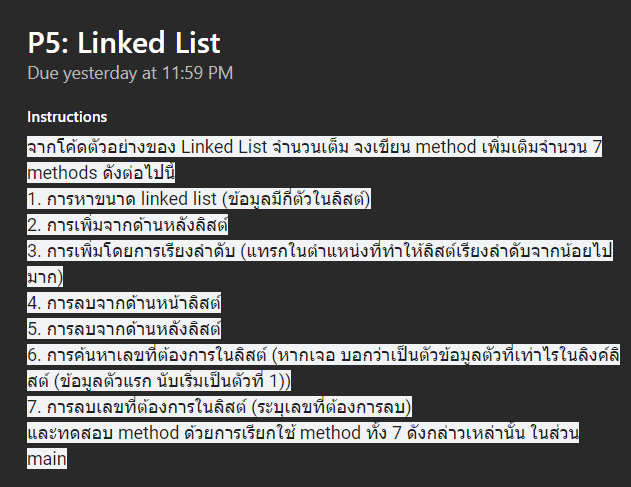 P5: Linked List
Due yesterday at 11:59 PM
Instructions
จากโค้ดตัวอย่างของ Linked List จำนวนเต็ม จงเขียน method เพิ่มเติมจำนวน 7
methods ดังต่อไปนี้
1. การหาขนาด linked list (ข้อมูลมีกี่ตัวในลิสต์)
2. การเพิ่มจากด้านหลังลิสต์
3. การเพิ่มโดยการเรียงลำดับ (แทรกในตำแหน่งที่ทำให้ลิสต์เรียงลำดับจากน้อยไป
มาก)
4. การลบจากด้านหน้าลิสต์
5. การลบจากด้านหลังลิสต์
6. การค้นหาเลขที่ต้องการในลิสต์ (หากเจอ บอกว่าเป็นตัวข้อมูลตัวที่เท่าไรในลิงค์ลิ
สต์ (ข้อมูลตัวแรก นับเริ่มเป็นตัวที่ 1))
7. การลบเลขที่ต้องการในลิสต์ (ระบุเลขที่ต้องการลบ)
และทดสอบ method ด้วยการเรียกใช้ method ทั้ง 7 ดังกล่าวเหล่านั้น ในส่วน
main